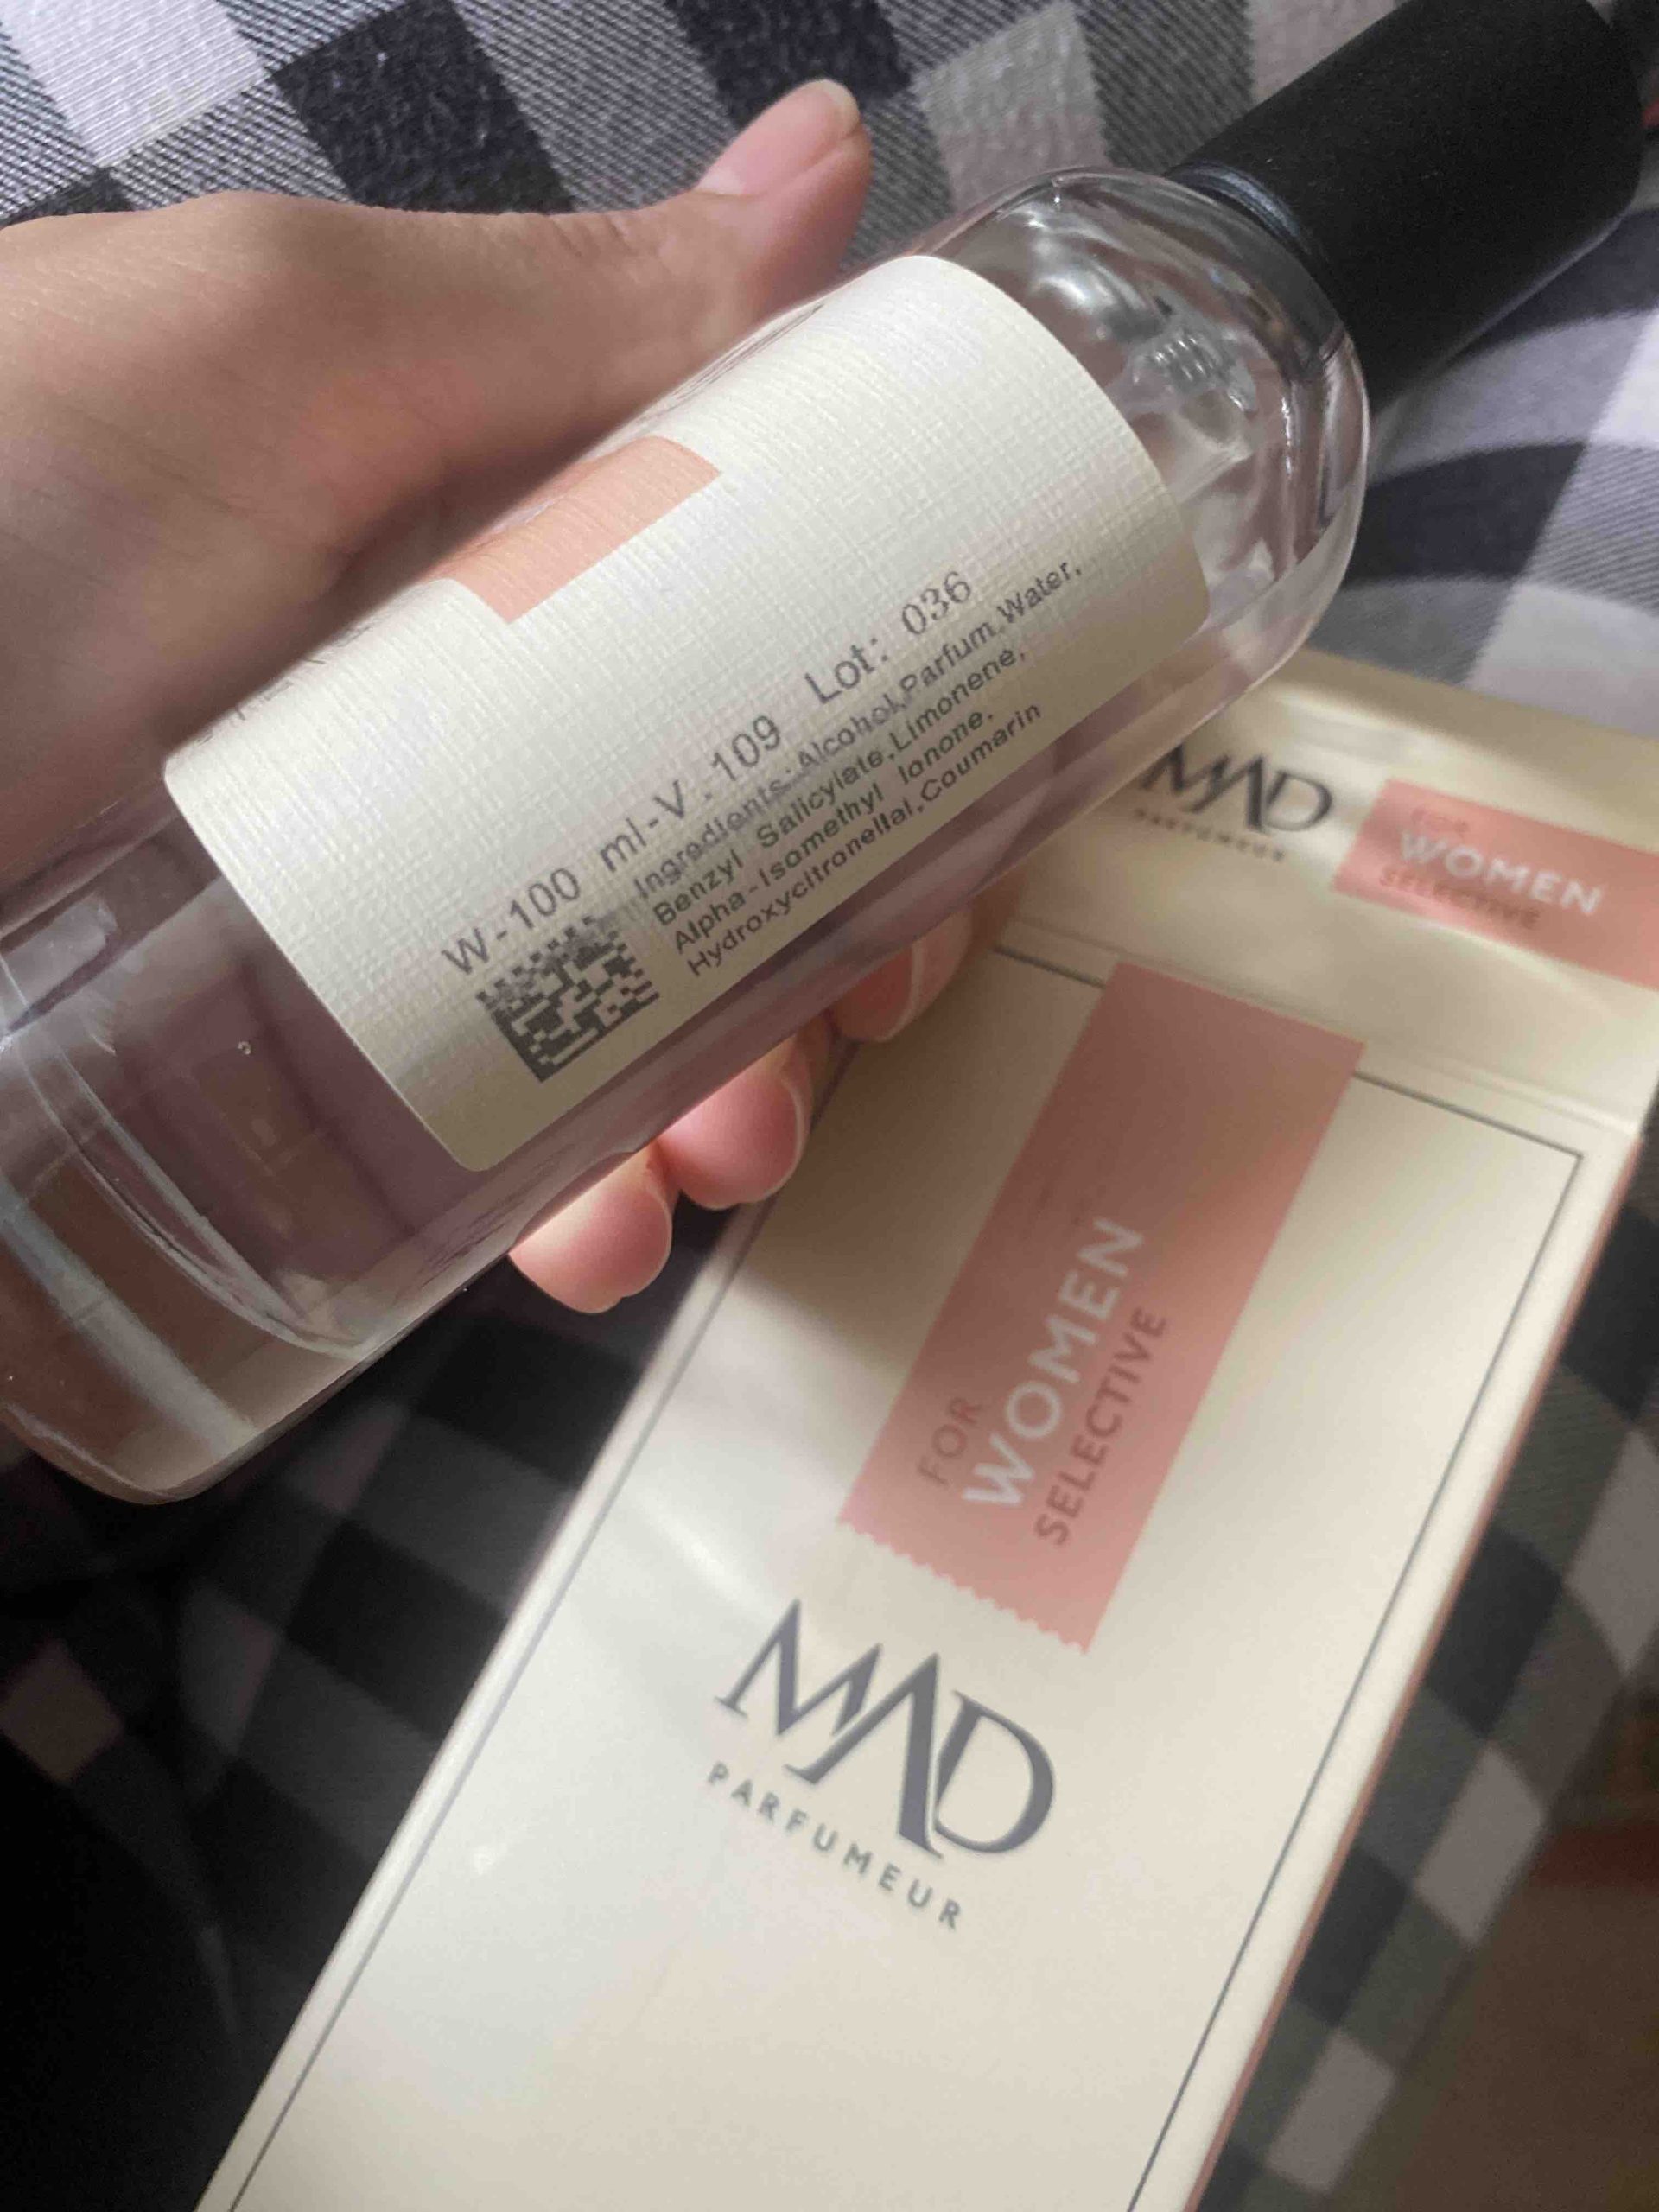 W-100 ml-V.109 Lot: 036
Ingredients:Alcohol,Parfum,Water,
Benzyl Salicylate,Limonene,
Alpha-Isomethyl Ionone,
Hydroxycitronellal,Coumarin
MAD
PARFUMEUR
FOR
WOMEN
SELECTIVE
FOR
WOMEN
SELECTIVE
MAD
PARFUMEUR